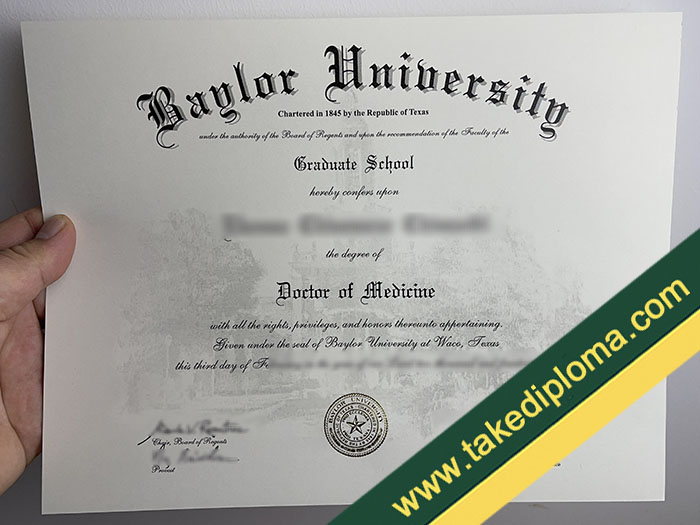 Baylor University
Chartered in 1845 by the Republic of Texas
under the authority of the Board of Regents and upon the recommendation of the Faculty of the
Graduate School
hereby confers upon
the degree of
Doctor of Medicine
with all the rights, privileges, and honors thereunto appertaining.
Given under the seal of Baylor University at Waco, Texas
this third day of
BAYLOR UNIVERSITY
Chair, Board of Regents
Provost
www.takediploma.com